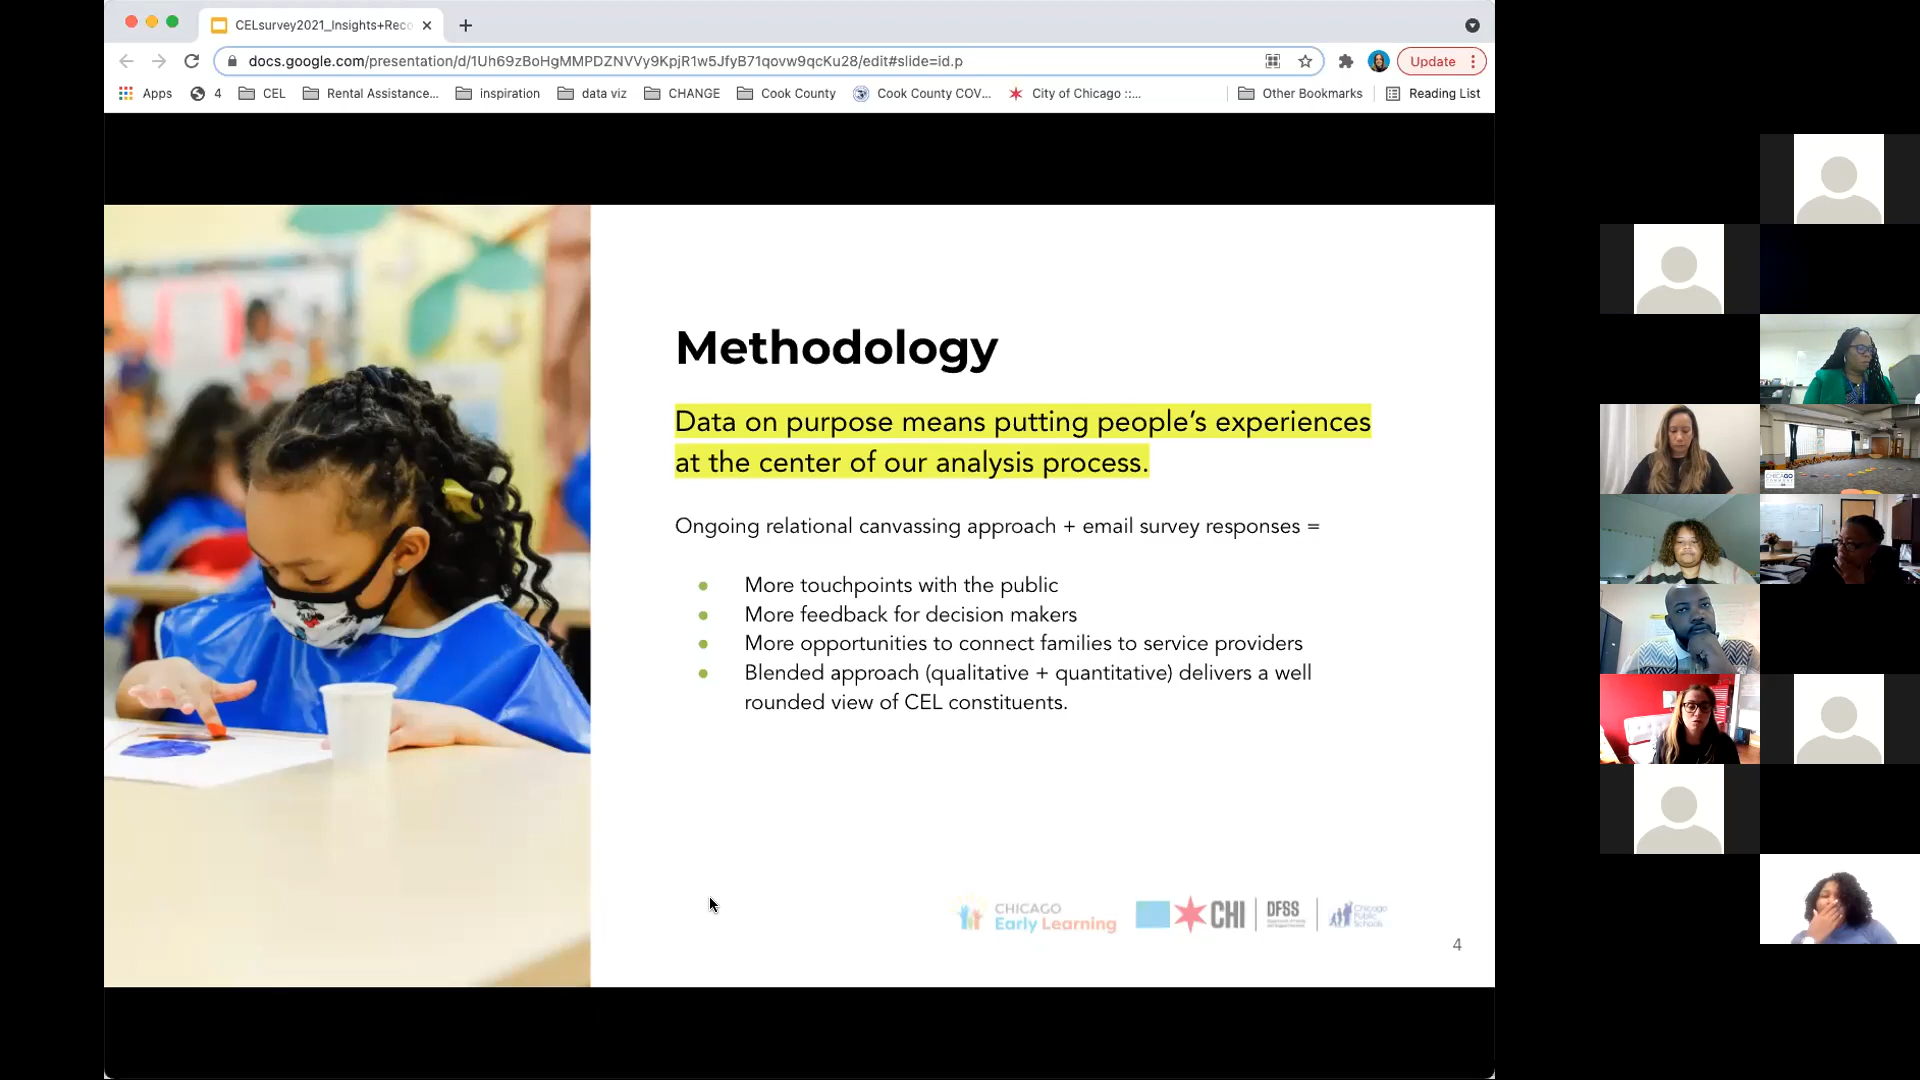 CELsurvey2021_Insights+Reco
docs.google.com/presentation/d/1Uh69zBoHgMMPDZNVVy9KpjR1w5JfyB71qovw9qcKu28/edit#slide=id.p
Update
Apps
4
CEL
Rental Assistance...
inspiration
data viz
CHANGE
Cook County
Cook County COV...
City of Chicago ::...
Other Bookmarks
Reading List
Methodology
Data on purpose means putting people’s experiences
at the center of our analysis process.
Ongoing relational canvassing approach + email survey responses =
● More touchpoints with the public
● More feedback for decision makers
● More opportunities to connect families to service providers
● Blended approach (qualitative + quantitative) delivers a well
rounded view of CEL constituents.
CHICAGO
Early Learning
CHI
DFSS
Chicago
Public
Schools
4